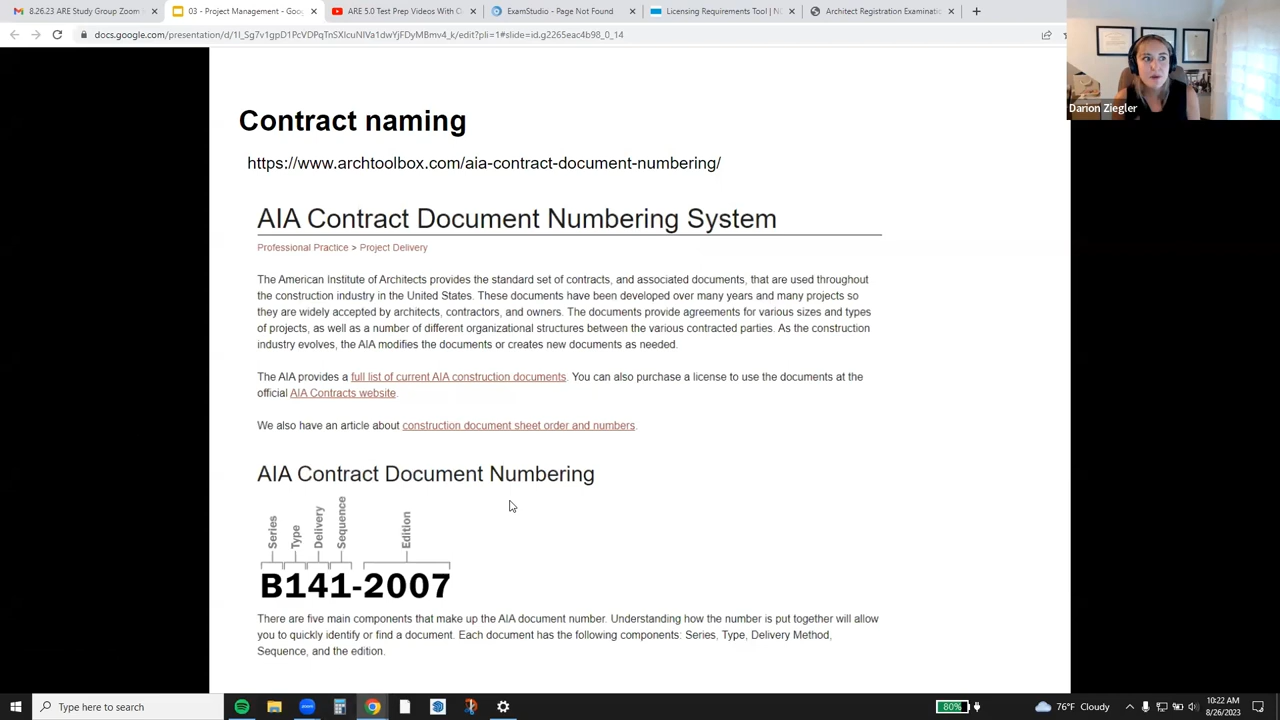 8.26.23 ARE Study Group Zoom
03 - Project Management - Goog
ARE 5.0 Test Prep Videos With
ExamStudio - Page Not Found
Licensing Requirements Tool | N
Architect Registration Examinati
docs.google.com/presentation/d/1I_Sg7v1gpD1PcVDPqTnSXIcuNIVa1dwYjFDyMBmv4_k/edit?pli=1#slide=id.g2265eac4b98_0_14
Darion Ziegler
Contract naming
https://www.archtoolbox.com/aia-contract-document-numbering/
AIA Contract Document Numbering System
Professional Practice > Project Delivery
The American Institute of Architects provides the standard set of contracts, and associated documents, that are used throughout
the construction industry in the United States. These documents have been developed over many years and many projects so
they are widely accepted by architects, contractors, and owners. The documents provide agreements for various sizes and types
of projects, as well as a number of different organizational structures between the various contracted parties. As the construction
industry evolves, the AIA modifies the documents or creates new documents as needed.
The AIA provides a full list of current AIA construction documents. You can also purchase a license to use the documents at the
official AIA Contracts website.
We also have an article about construction document sheet order and numbers.
AIA Contract Document Numbering
Series Type Delivery Sequence Edition
B141-2007
There are five main components that make up the AIA document number. Understanding how the number is put together will allow
you to quickly identify or find a document. Each document has the following components: Series, Type, Delivery Method,
Sequence, and the edition.
Type here to search
80%
76°F Cloudy
10:22 AM
8/26/2023